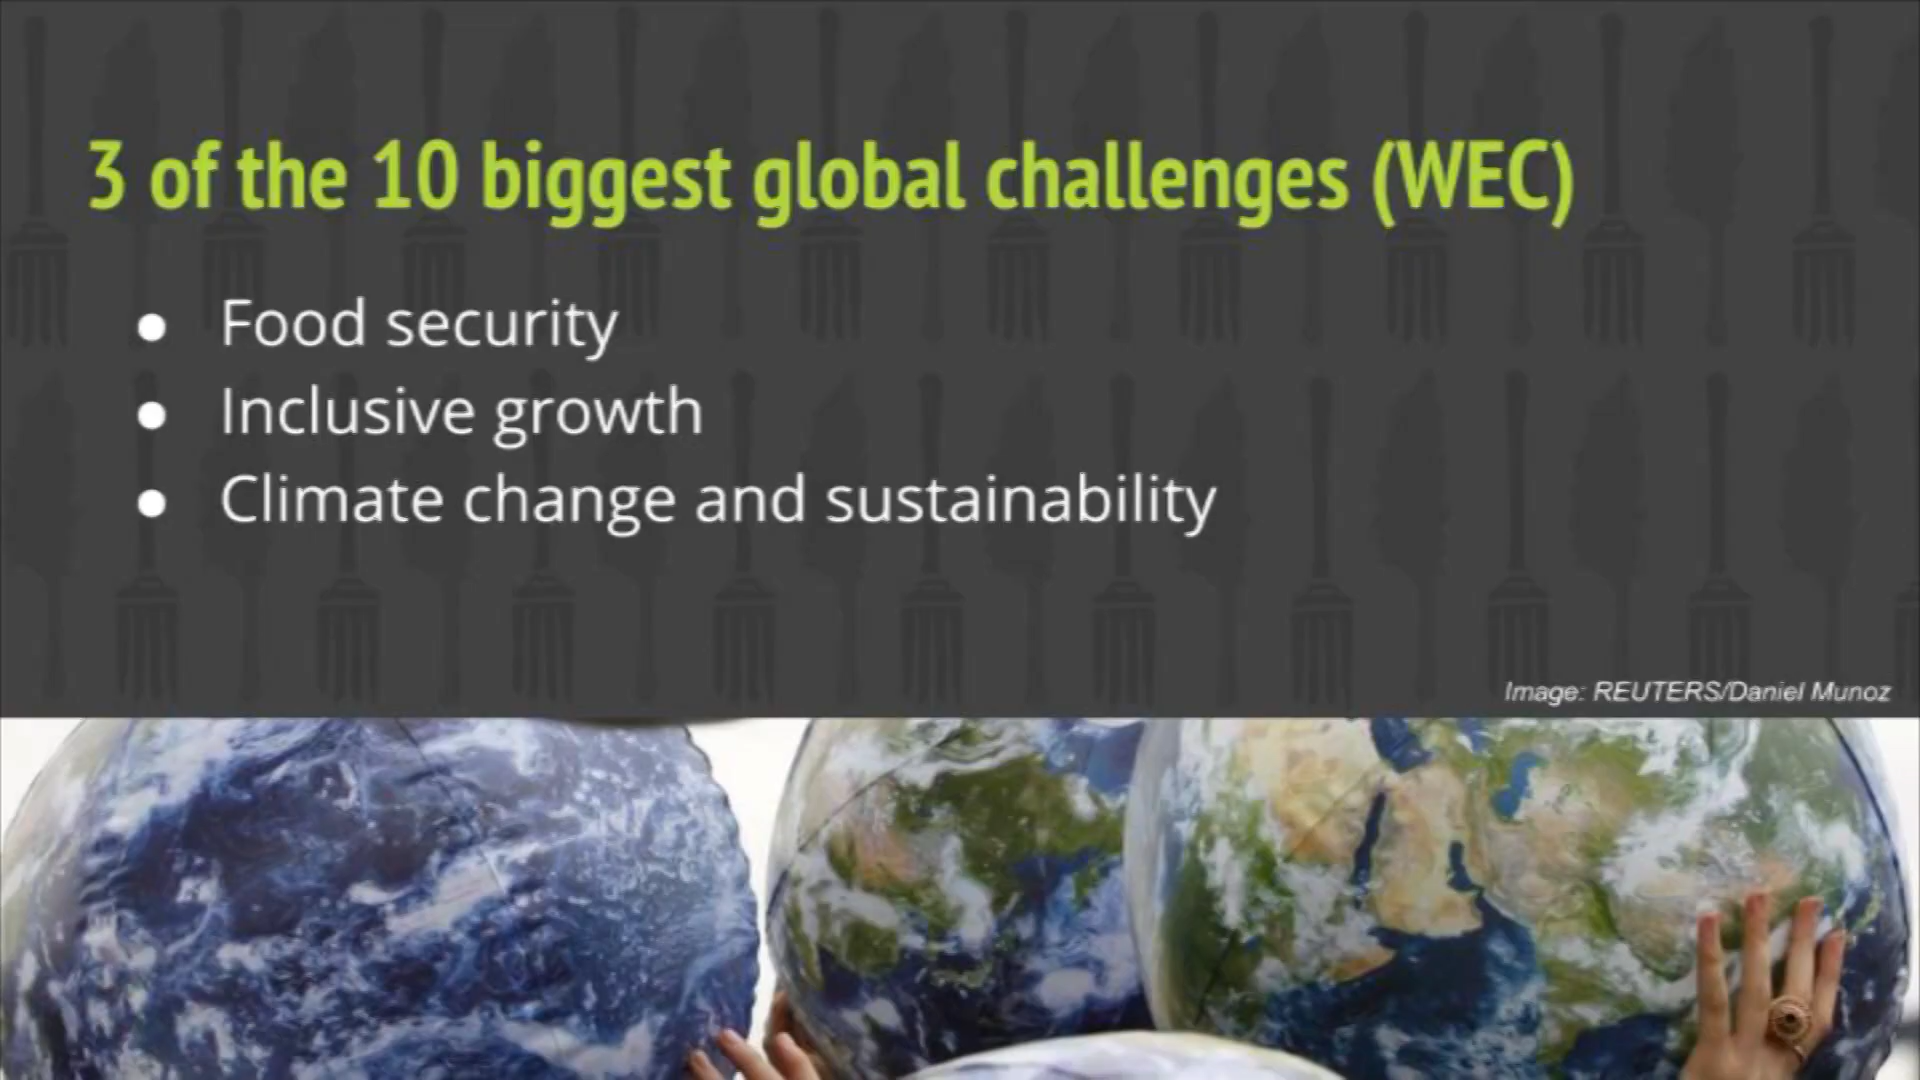 3 of the 10 biggest global challenges (WEC)
● Food security
● Inclusive growth
● Climate change and sustainability
Image: REUTERS/Daniel Munoz